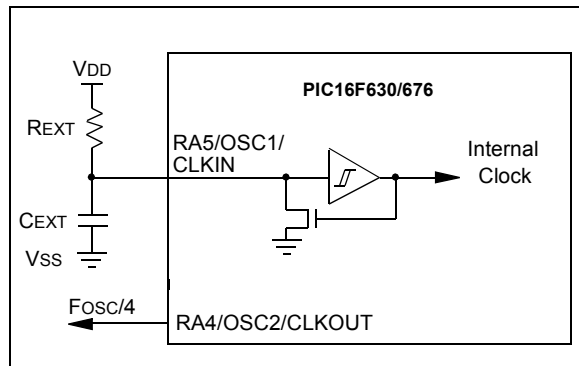 VDD
PIC16F630/676
REXT
RA5/OSC1/
CLKIN
Internal
Clock
CEXT
VSS
FOSC/4
RA4/OSC2/CLKOUT